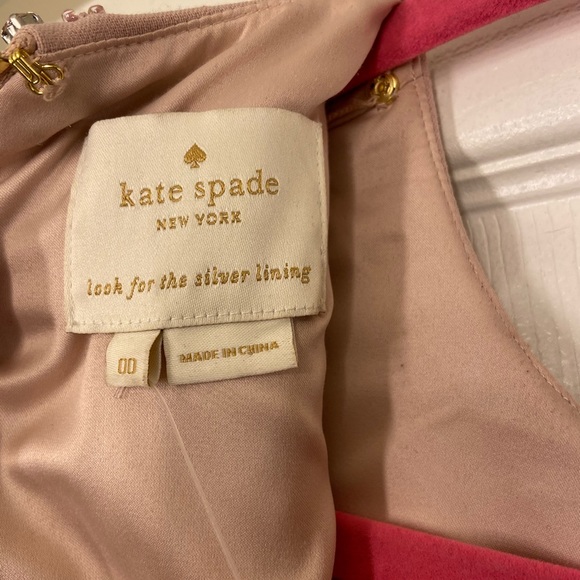 kate spade
NEW YORK
look for the silver lining
00
MADE IN CHINA